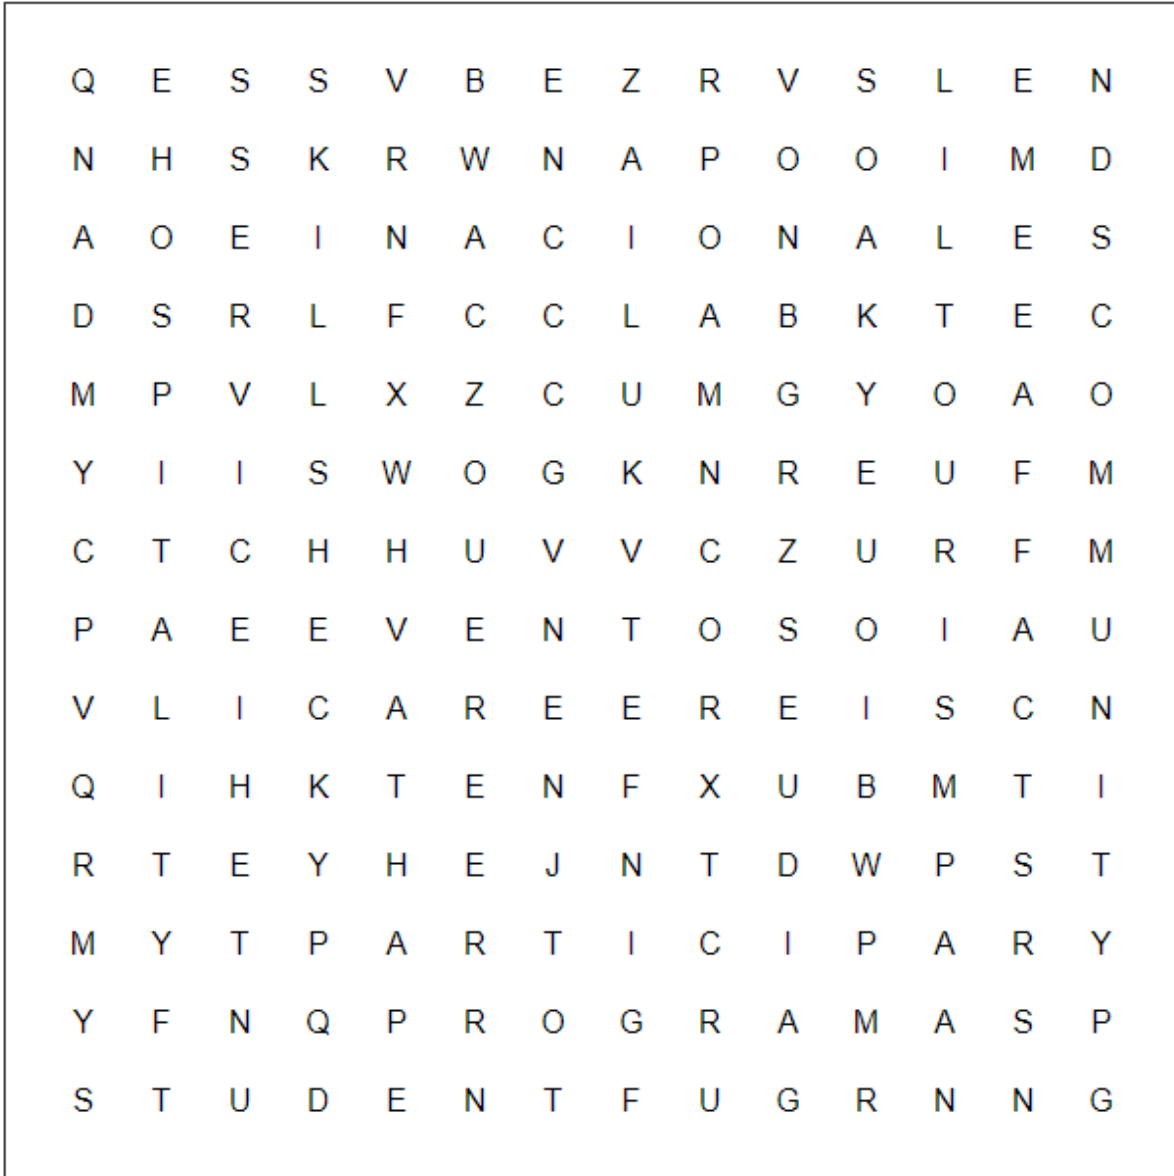 Q E S S V B E Z R V S L E N
N H S K R W N A P O O I M D
A O E I N A C I O N A L E S
D S R L F C C L A B K T E C
M P V L X Z C U M G Y O A O
Y I I S W O G K N R E U F M
C T C H H U V V C Z U R F M
P A E E V E N T O S O I A U
V L I C A R E E R E I S C N
Q I H K T E N F X U B M T I
R T E Y H E J N T D W P S T
M Y T P A R T I C I P A R Y
Y F N Q P R O G R A M A S P
S T U D E N T F U G R N N G